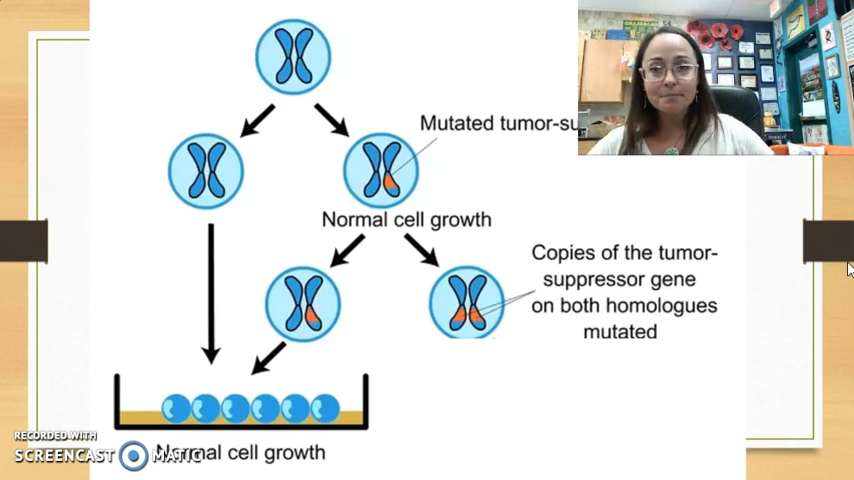 Mutated tumor-su
Normal cell growth
Copies of the tumor-
suppressor gene
on both homologues
mutated
RECORDED WITH
SCREENCAST MATIC
Normal cell growth